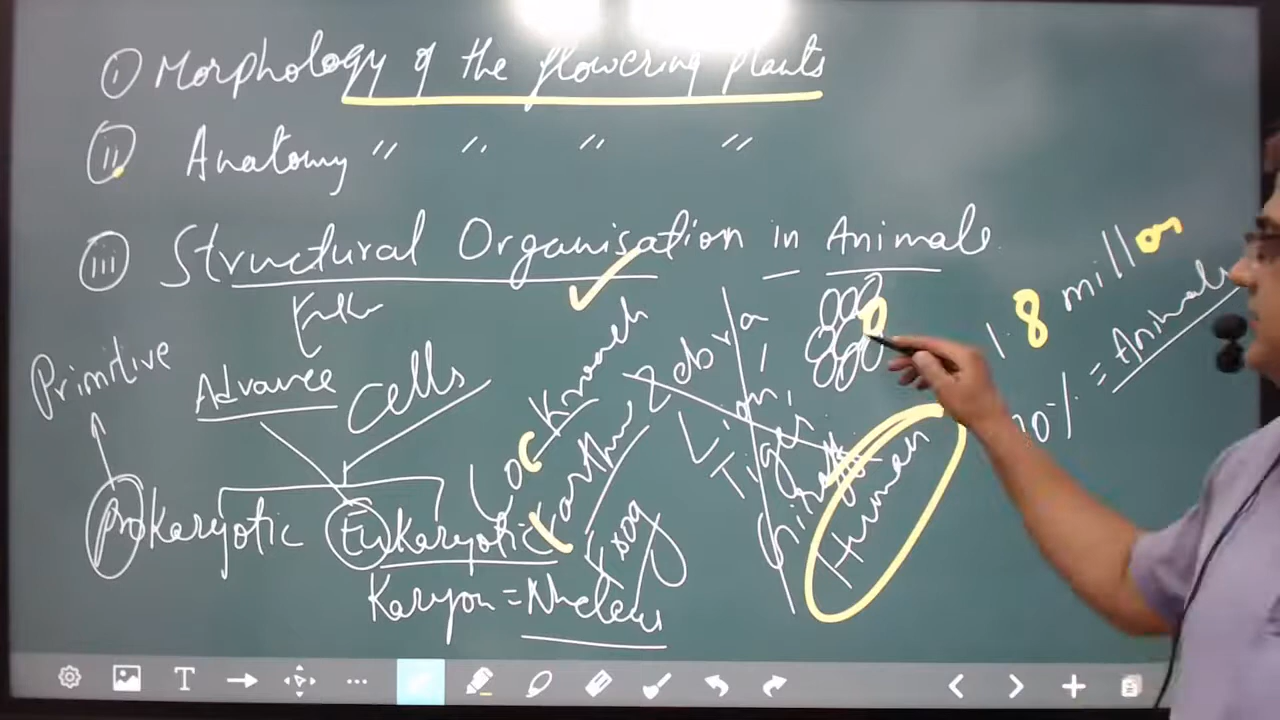 i) Morphology of the flowering plants
ii) Anatomy " " " "
iii) Structural Organisation in Animals
Primitive
Advance Cells
Prokaryotic Eukaryotic
Karyon = Nucleus
Cockroach
Earthw
Frog
Zebra
Lion,
Tiger
Human
1.8 million
= Animals